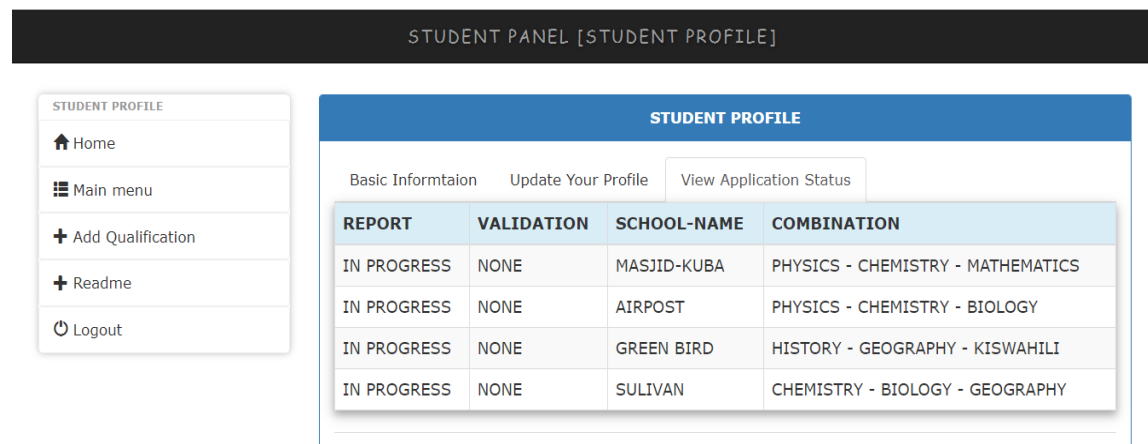 STUDENT PANEL [STUDENT PROFILE]
STUDENT PROFILE
Home
Main menu
Add Qualification
Readme
Logout
STUDENT PROFILE
Basic Informtaion Update Your Profile View Application Status
REPORT VALIDATION SCHOOL-NAME COMBINATION
IN PROGRESS NONE MASJID-KUBA PHYSICS - CHEMISTRY - MATHEMATICS
IN PROGRESS NONE AIRPOST PHYSICS - CHEMISTRY - BIOLOGY
IN PROGRESS NONE GREEN BIRD HISTORY - GEOGRAPHY - KISWAHILI
IN PROGRESS NONE SULIVAN CHEMISTRY - BIOLOGY - GEOGRAPHY